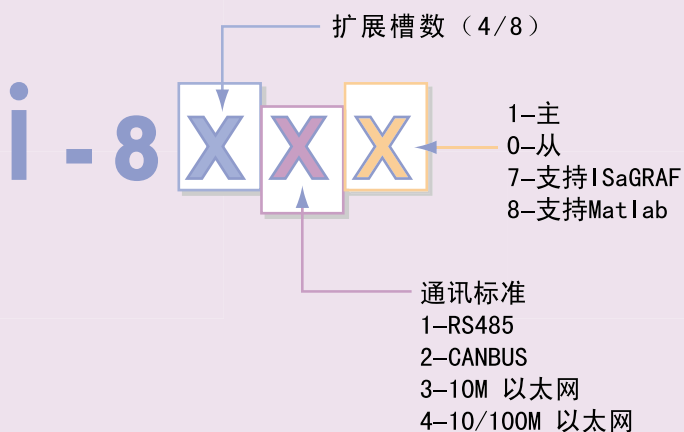 扩展槽数（4/8）
i-8XXX
1—主
0—从
7—支持ISaGRAF
8—支持Matlab
通讯标准
1—RS485
2—CANBUS
3—10M 以太网
4—10/100M 以太网